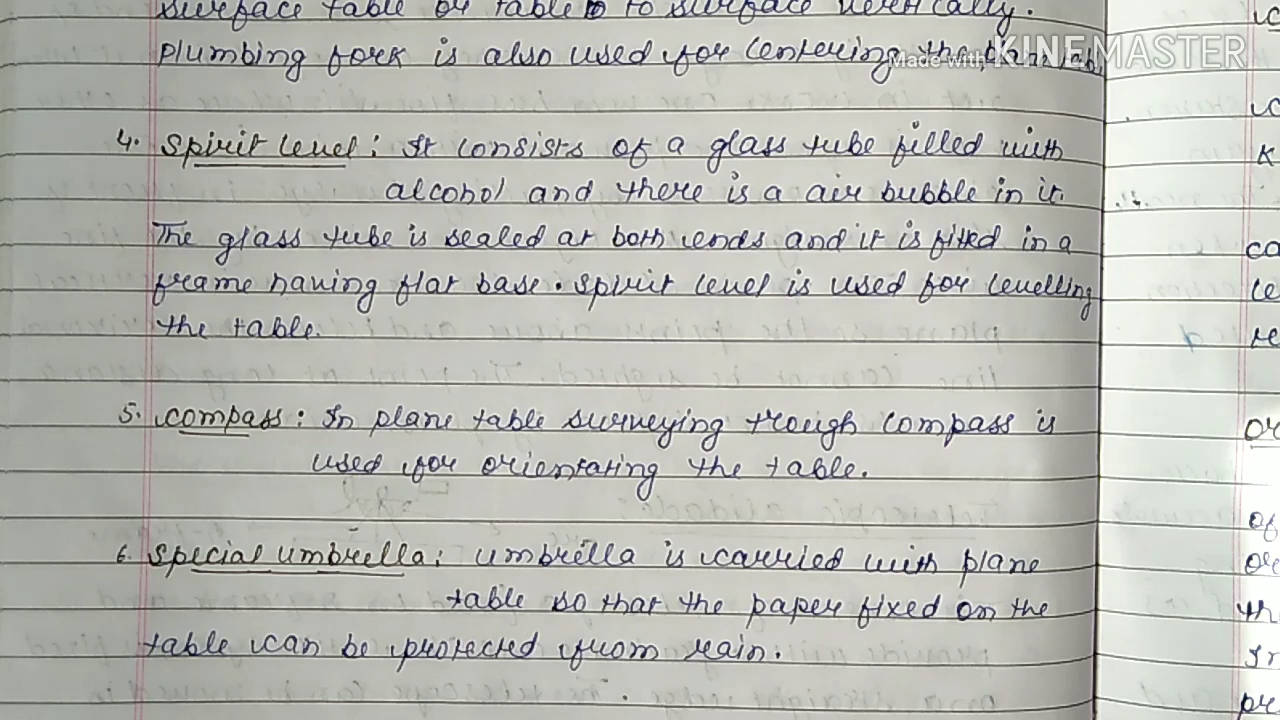 surface table or table to surface vertically.
Plumbing fork is also used for centering the plane tab
Made with KINEMASTER
4. Spirit level: It consists of a glass tube filled with
alcohol and there is a air bubble in it.
The glass tube is sealed at both ends and it is fitted in a
frame having flat base. Spirit level is used for levelling
the table.
5. compass: In plane table surveying trough compass is
used for orientating the table.
6. Special umbrella: umbrella is carried with plane
table so that the paper fixed on the
table can be protected from rain.